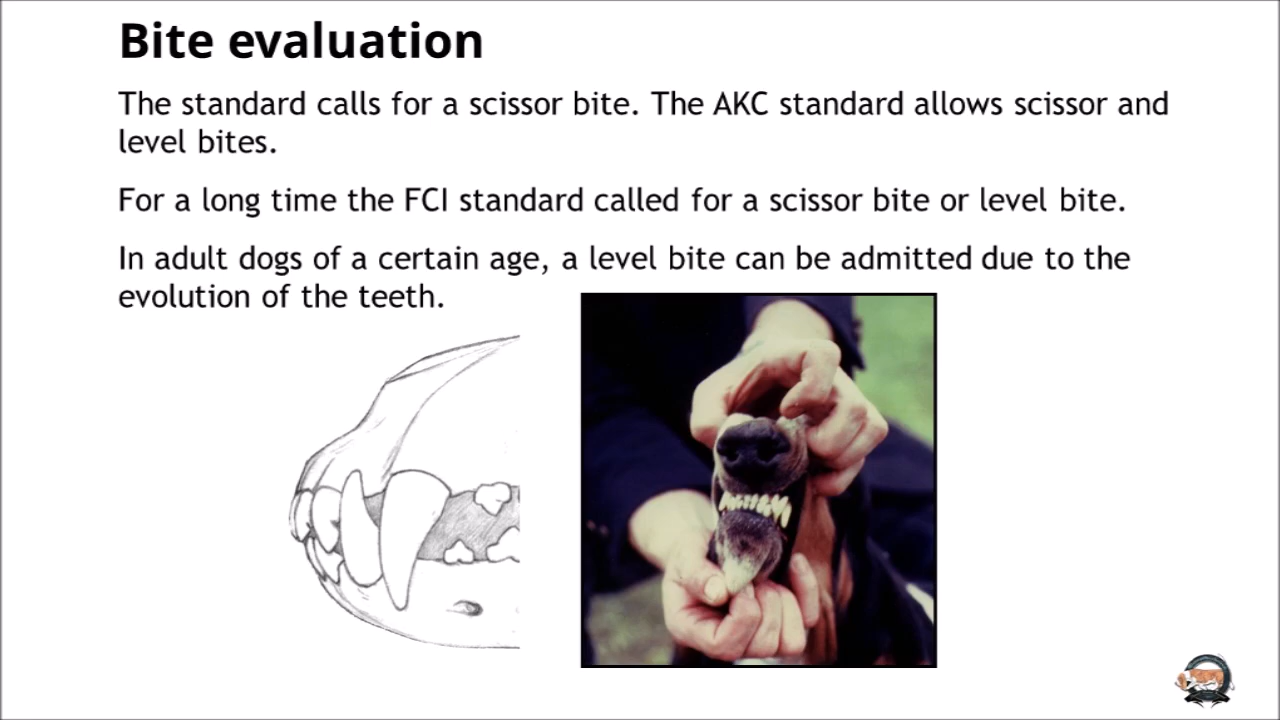 Bite evaluation
The standard calls for a scissor bite. The AKC standard allows scissor and
level bites.
For a long time the FCI standard called for a scissor bite or level bite.
In adult dogs of a certain age, a level bite can be admitted due to the
evolution of the teeth.